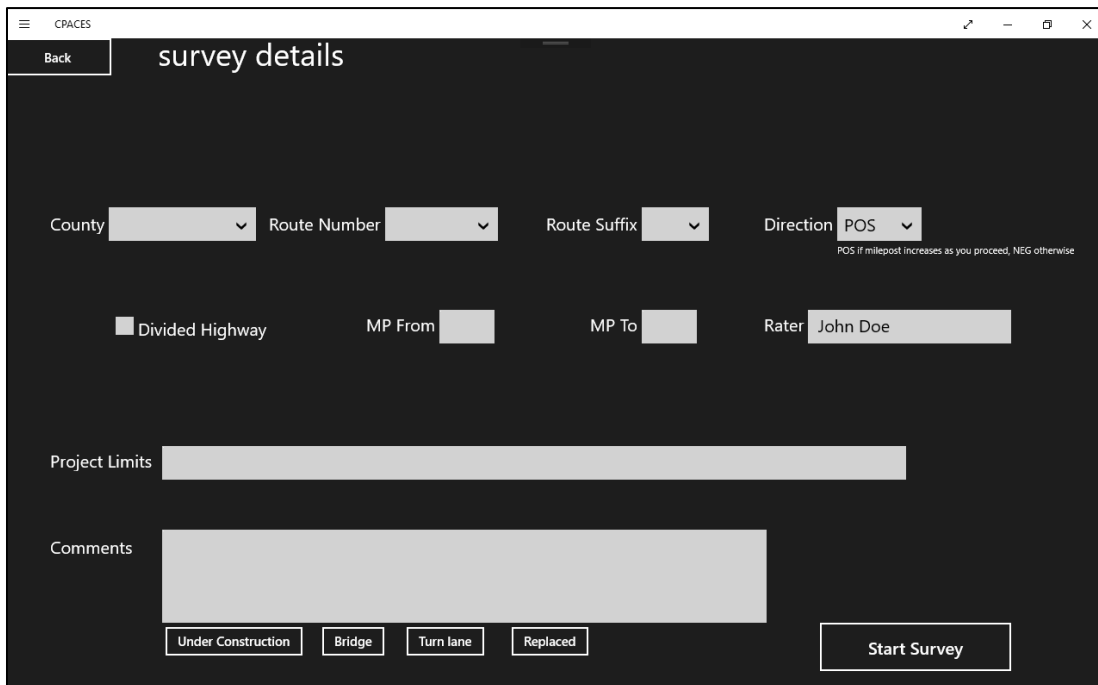 CPACES
Back
survey details
County
Route Number
Route Suffix
Direction POS
POS if milepost increases as you proceed, NEG otherwise
Divided Highway
MP From
MP To
Rater John Doe
Project Limits
Comments
Under Construction
Bridge
Turn lane
Replaced
Start Survey